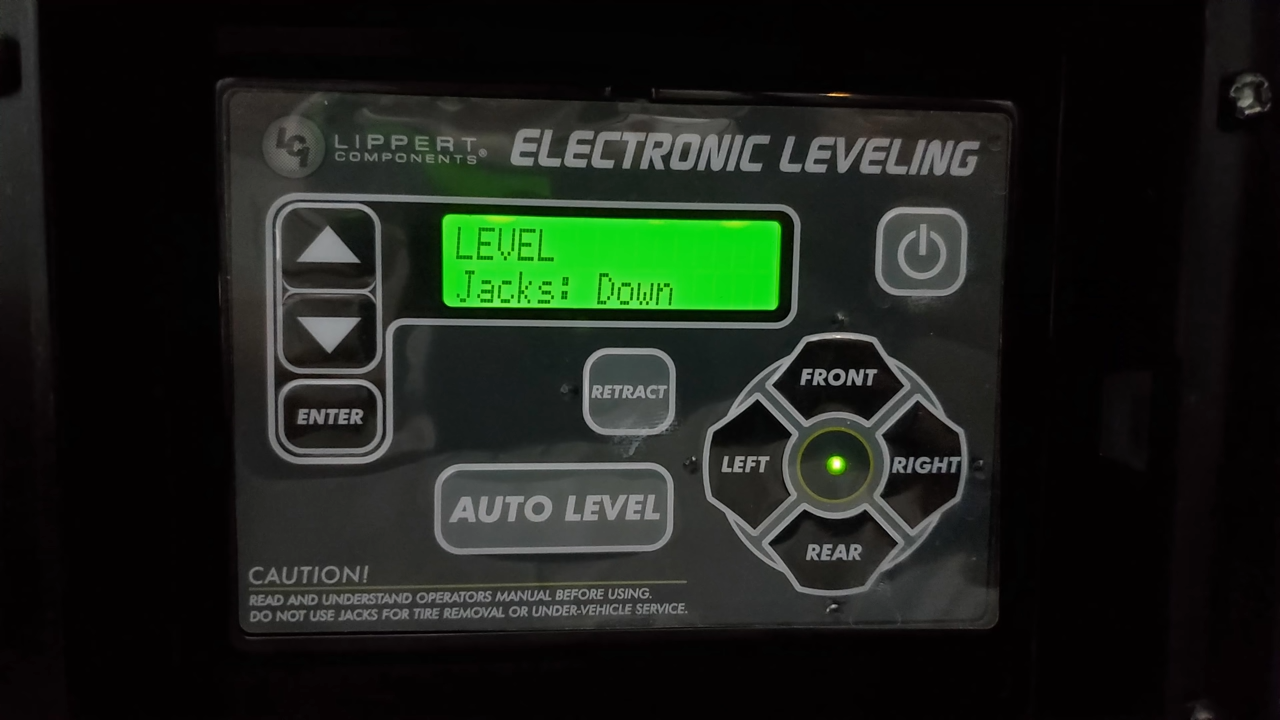 LCI LIPPERT COMPONENTS® ELECTRONIC LEVELING
LEVEL
Jacks: Down
ENTER
RETRACT
AUTO LEVEL
FRONT
LEFT
RIGHT
REAR
CAUTION!
READ AND UNDERSTAND OPERATORS MANUAL BEFORE USING.
DO NOT USE JACKS FOR TIRE REMOVAL OR UNDER-VEHICLE SERVICE.